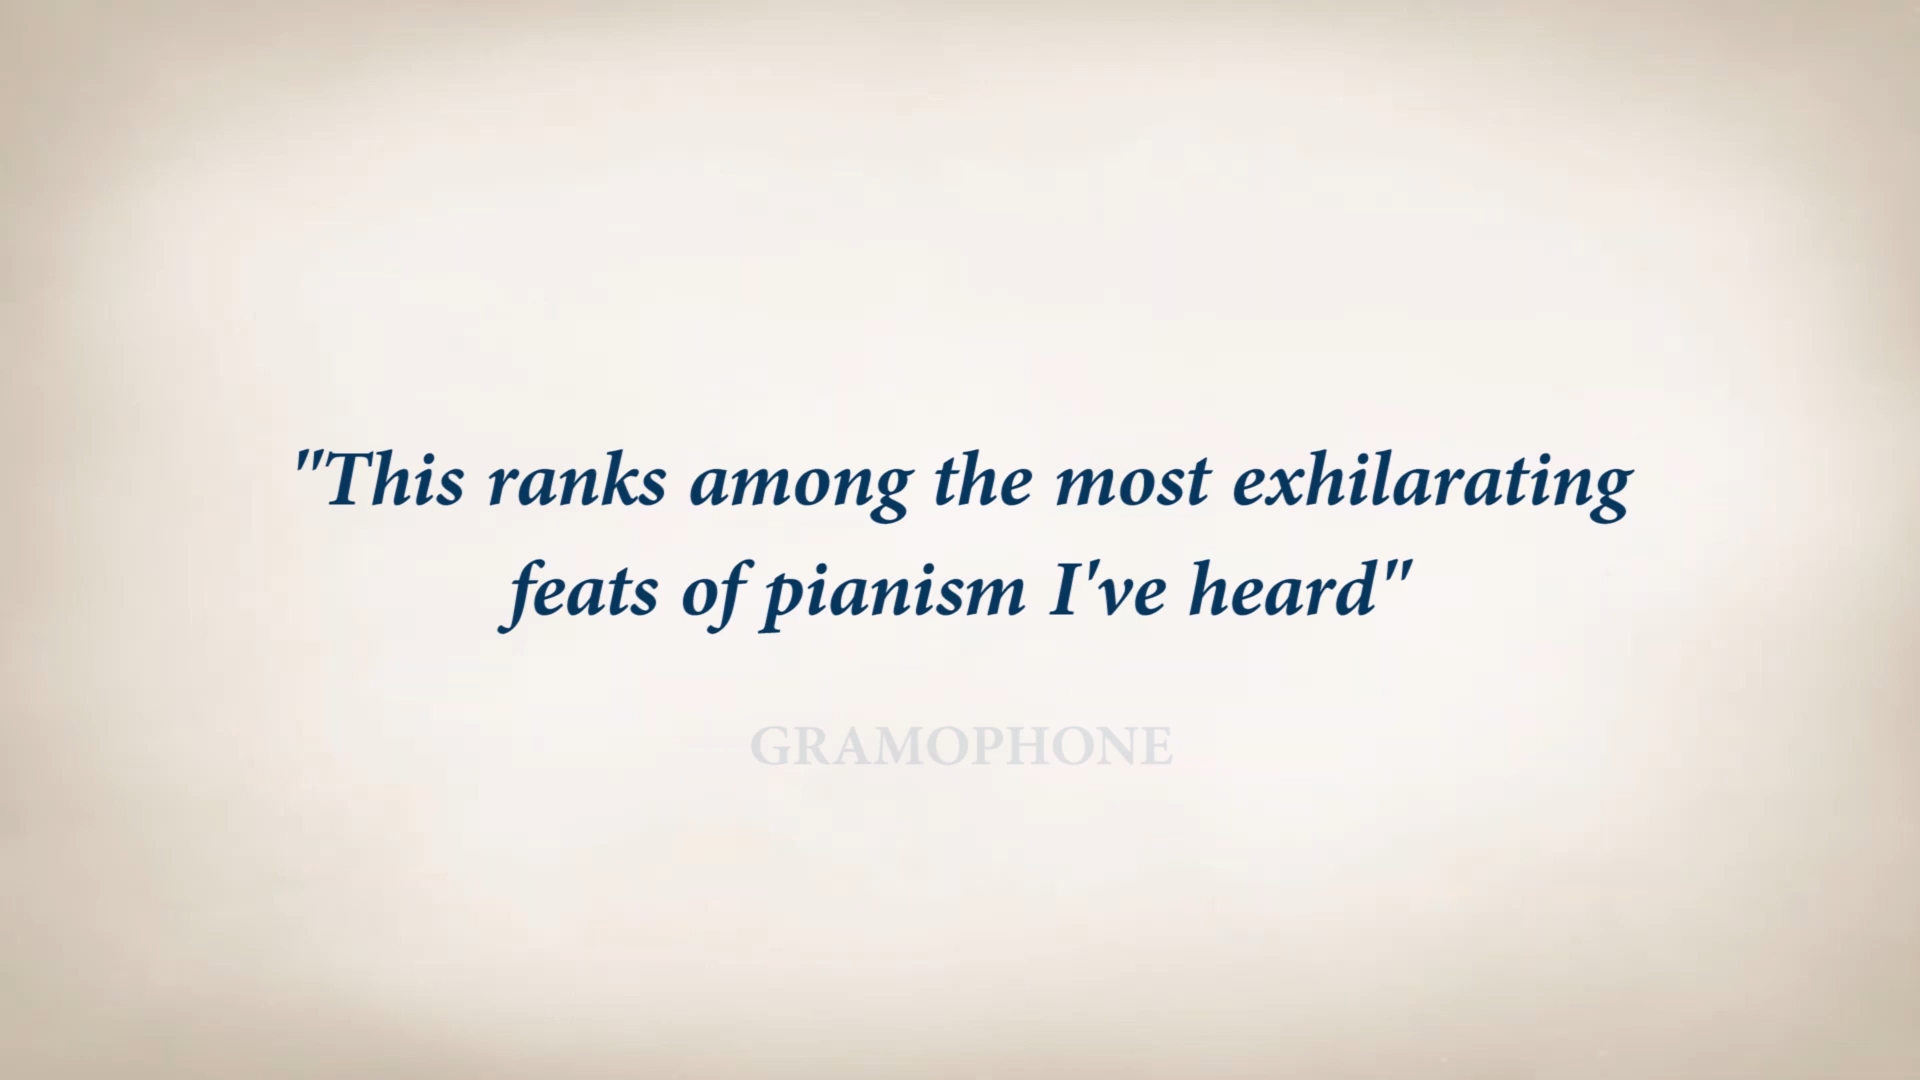 "This ranks among the most exhilarating
feats of pianism I've heard"
GRAMOPHONE